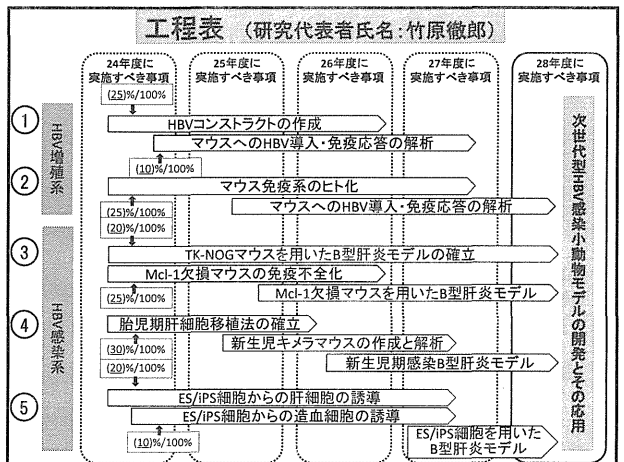 工程表 (研究代表者氏名:竹原徹郎)
24年度に
実施すべき事項
25年度に
実施すべき事項
26年度に
実施すべき事項
27年度に
実施すべき事項
28年度に
実施すべき事項
(25)%/100%
① HBVコンストラクトの作成
マウスへのHBV導入・免疫応答の解析
(10)%/100%
② マウス免疫系のヒト化
マウスへのHBV導入・免疫応答の解析
(25)%/100%
(20)%/100%
③ TK-NOGマウスを用いたB型肝炎モデルの確立
Mcl-1欠損マウスの免疫不全化
Mcl-1欠損マウスを用いたB型肝炎モデル
(25)%/100%
④ 胎児期肝細胞移植法の確立
新生児キメラマウスの作成と解析
(30)%/100%
新生児期感染B型肝炎モデル
(20)%/100%
⑤ ES/iPS細胞からの肝細胞の誘導
ES/iPS細胞からの造血細胞の誘導
(10)%/100%
ES/iPS細胞を用いた
B型肝炎モデル
HBV増殖系
HBV感染系
次世代型HBV感染小動物モデルの開発とその応用